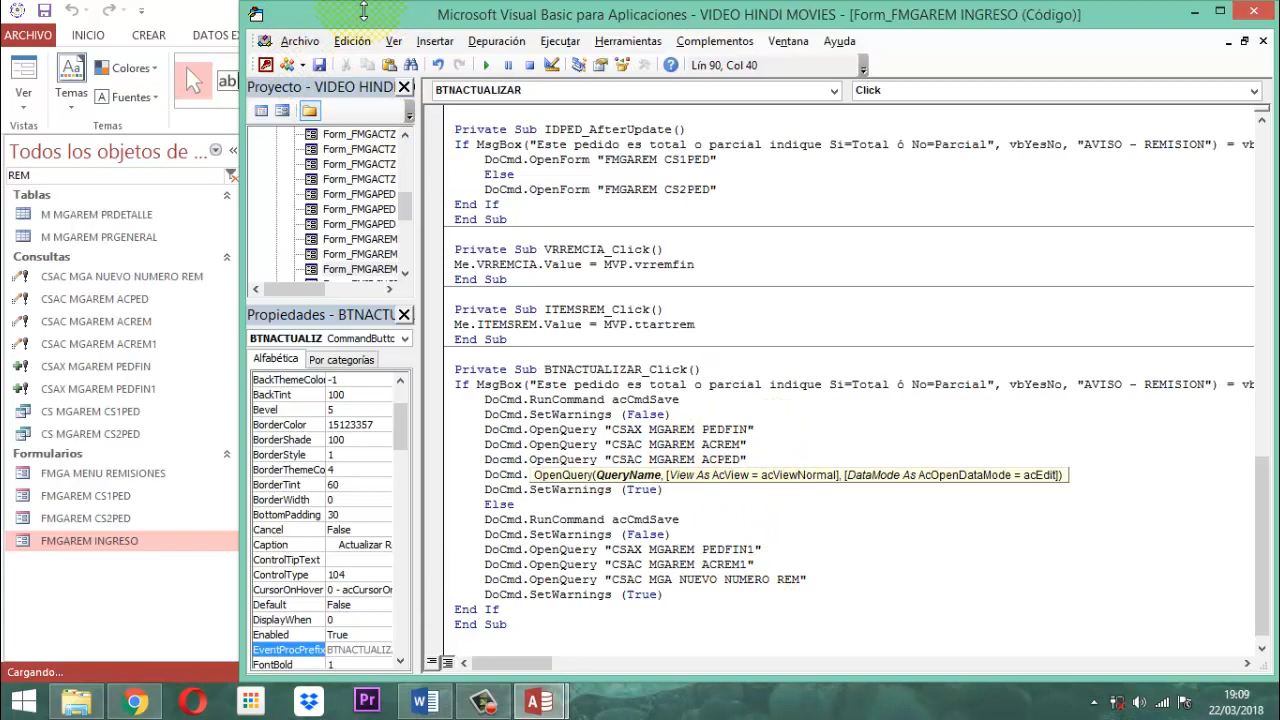 Microsoft Visual Basic para Aplicaciones - VIDEO HINDI MOVIES - [Form_FMGAREM INGRESO (Código)]
ARCHIVO INICIO CREAR DATOS EX
Archivo Edición Ver Insertar Depuración Ejecutar Herramientas Complementos Ventana Ayuda
Lín 90, Col 40
Ver
Temas
Colores
Fuentes
ab
Vistas
Temas
Todos los objetos de ...
REM
Tablas
M MGAREM PRDETALLE
M MGAREM PRGENERAL
Consultas
CSAC MGA NUEVO NUMERO REM
CSAC MGAREM ACPED
CSAC MGAREM ACREM
CSAC MGAREM ACREM1
CSAX MGAREM PEDFIN
CSAX MGAREM PEDFIN1
CS MGAREM CS1PED
CS MGAREM CS2PED
Formularios
FMGA MENU REMISIONES
FMGAREM CS1PED
FMGAREM CS2PED
FMGAREM INGRESO
Cargando...
Proyecto - VIDEO HIND
Form_FMGACTZ
Form_FMGACTZ
Form_FMGACTZ
Form_FMGACTZ
Form_FMGAPED
Form_FMGAPED
Form_FMGAPED
Form_FMGAREM
Form_FMGAREM
Form_FMGAREM
Propiedades - BTNACTU
BTNACTUALIZ CommandButto
Alfabética Por categorías
BackThemeColor -1
BackTint 100
Bevel 5
BorderColor 15123357
BorderShade 100
BorderStyle 1
BorderThemeCo 4
BorderTint 60
BorderWidth 0
BottomPadding 30
Cancel False
Caption Actualizar R
ControlTipText
ControlType 104
CursorOnHover 0 - acCursorOn
Default False
DisplayWhen 0
Enabled True
EventProcPrefix BTNACTUALIZ
FontBold 1
BTNACTUALIZAR Click
Private Sub IDPED_AfterUpdate()
If MsgBox("Este pedido es total o parcial indique Si=Total ó No=Parcial", vbYesNo, "AVISO - REMISION") = vb
DoCmd.OpenForm "FMGAREM CS1PED"
Else
DoCmd.OpenForm "FMGAREM CS2PED"
End If
End Sub
Private Sub VRREMCIA_Click()
Me.VRREMCIA.Value = MVP.vrremfin
End Sub
Private Sub ITEMSREM_Click()
Me.ITEMSREM.Value = MVP.ttartrem
End Sub
Private Sub BTNACTUALIZAR_Click()
If MsgBox("Este pedido es total o parcial indique Si=Total ó No=Parcial", vbYesNo, "AVISO - REMISION") = vb
DoCmd.RunCommand acCmdSave
DoCmd.SetWarnings (False)
DoCmd.OpenQuery "CSAX MGAREM PEDFIN"
DoCmd.OpenQuery "CSAC MGAREM ACREM"
DoCmd.OpenQuery "CSAC MGAREM ACPED"
DoCmd. OpenQuery(QueryName, [View As AcView = acViewNormal], [DataMode As AcOpenDataMode = acEdit])
DoCmd.SetWarnings (True)
Else
DoCmd.RunCommand acCmdSave
DoCmd.SetWarnings (False)
DoCmd.OpenQuery "CSAX MGAREM PEDFIN1"
DoCmd.OpenQuery "CSAC MGAREM ACREM1"
DoCmd.OpenQuery "CSAC MGA NUEVO NUMERO REM"
DoCmd.SetWarnings (True)
End If
End Sub
Pr
19:09
22/03/2018